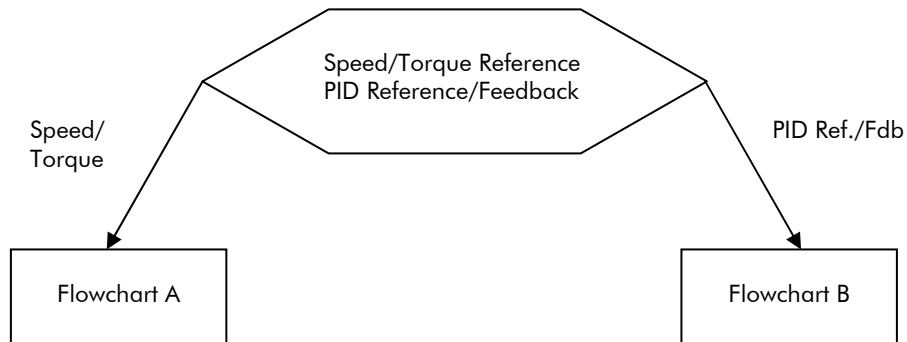 Speed/Torque Reference
PID Reference/Feedback
Speed/
Torque
PID Ref./Fdb
Flowchart A
Flowchart B